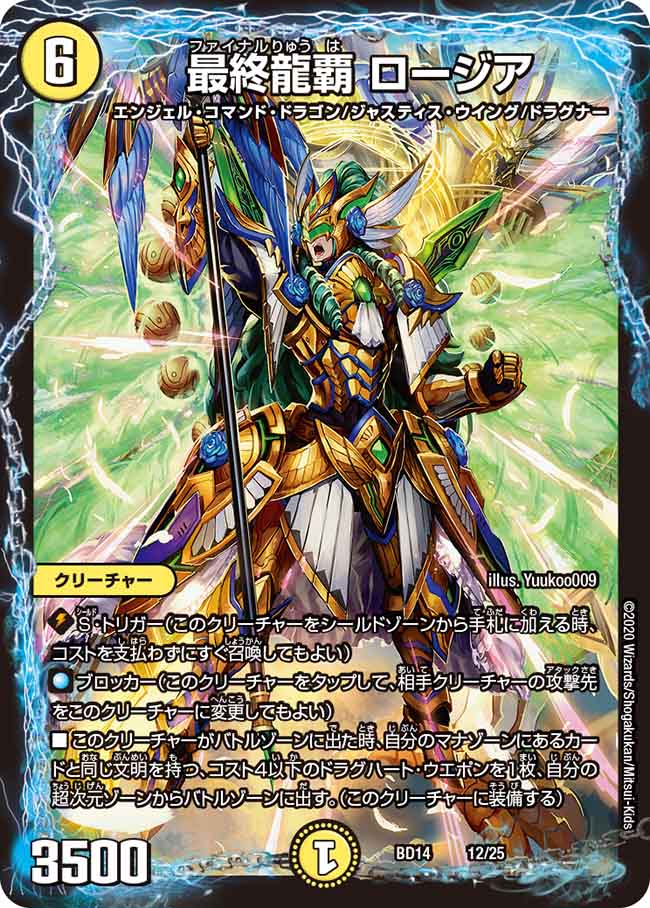 6
ファイナルりゅう は
最終龍覇 ロージア
エンジェル・コマンド・ドラゴン/ジャスティス・ウイング/ドラグナー
クリーチャー
illus. Yuukoo009
S・トリガー(このクリーチャーをシールドゾーンから手札に加える時、
コストを支払わずにすぐ召喚してもよい)
ブロッカー(このクリーチャーをタップして、相手クリーチャーの攻撃先
をこのクリーチャーに変更してもよい)
■ このクリーチャーがバトルゾーンに出た時、自分のマナゾーンにあるカー
ドと同じ文明を持つ、コスト4以下のドラグハート・ウエポンを1枚、自分の
超次元ゾーンからバトルゾーンに出す。(このクリーチャーに装備する)
3500
1
BD14 12/25
©2020 Wizards/Shogakukan/Mitsui-Kids